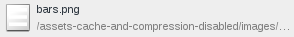 bars.png
/assets-cache-and-compression-disabled/images/…